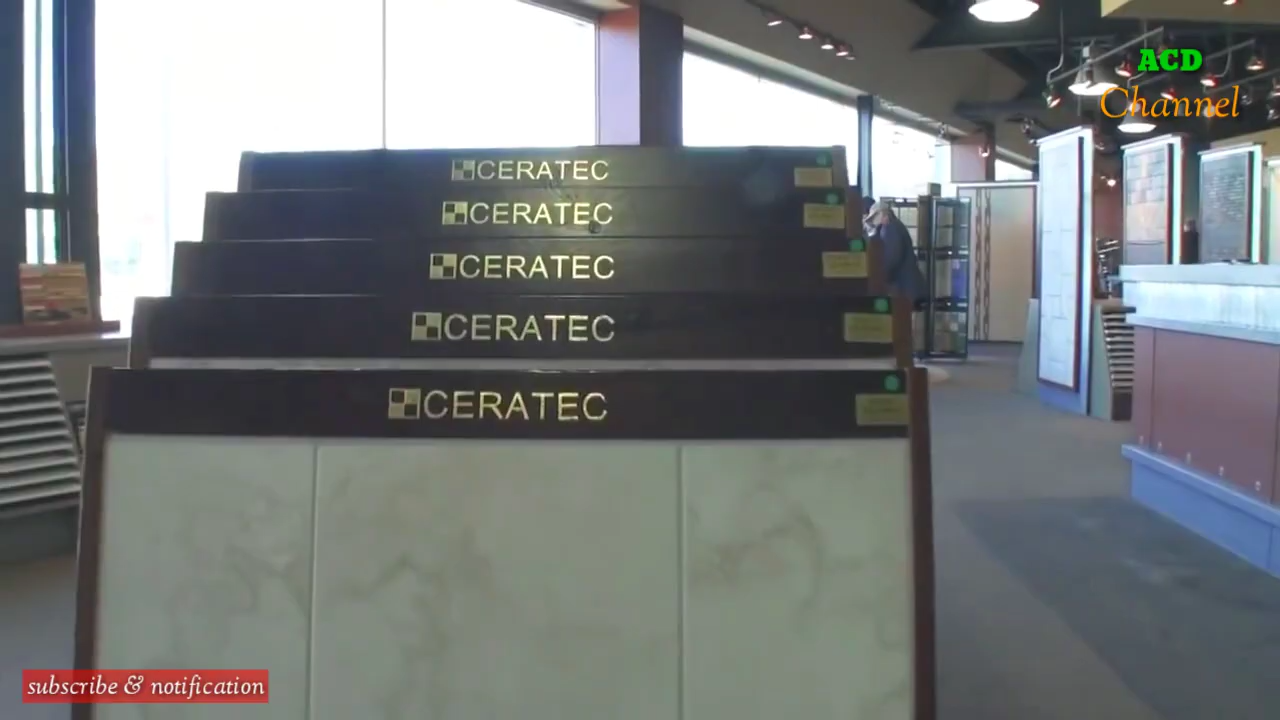 ACD
Channel
CERATEC
CERATEC
CERATEC
CERATEC
CERATEC
subscribe & notification